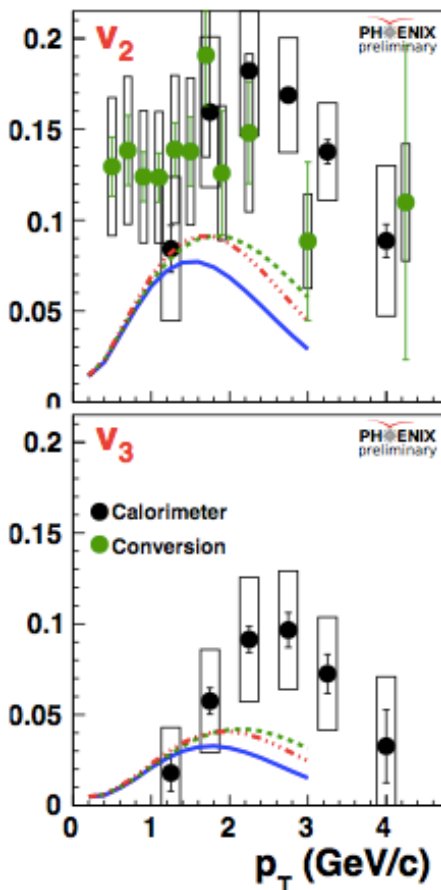 0.2
v2
PHENIX
preliminary
0.15
0.1
0.05
0
0.2
v3
PHENIX
preliminary
0.15
Calorimeter
Conversion
0.1
0.05
0
0 1 2 3 4
pT (GeV/c)